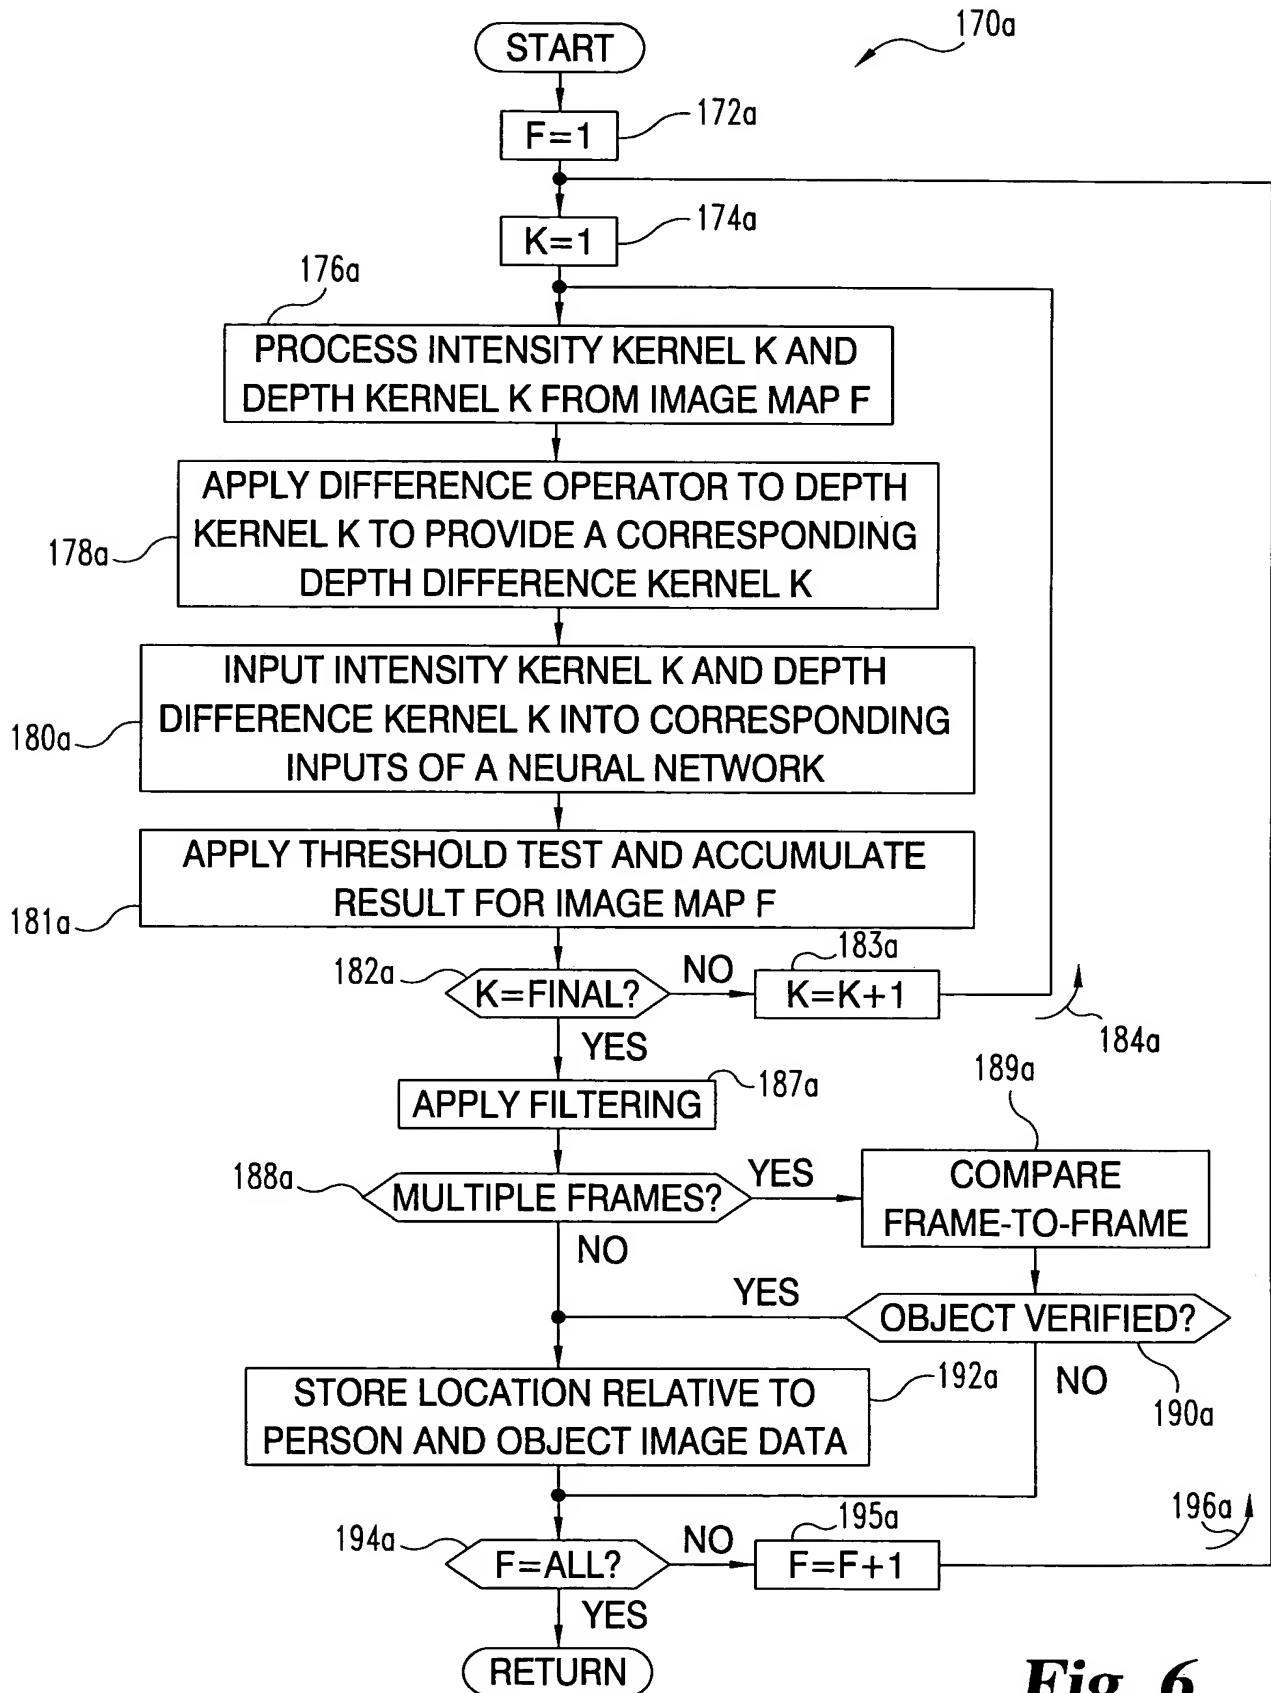 START
170a
F=1
172a
K=1
174a
176a
PROCESS INTENSITY KERNEL K AND
DEPTH KERNEL K FROM IMAGE MAP F
APPLY DIFFERENCE OPERATOR TO DEPTH
KERNEL K TO PROVIDE A CORRESPONDING
DEPTH DIFFERENCE KERNEL K
178a
INPUT INTENSITY KERNEL K AND DEPTH
DIFFERENCE KERNEL K INTO CORRESPONDING
INPUTS OF A NEURAL NETWORK
180a
APPLY THRESHOLD TEST AND ACCUMULATE
RESULT FOR IMAGE MAP F
181a
182a
K=FINAL?
NO
183a
K=K+1
184a
YES
187a
APPLY FILTERING
189a
188a
MULTIPLE FRAMES?
YES
COMPARE
FRAME-TO-FRAME
NO
YES
OBJECT VERIFIED?
NO
190a
STORE LOCATION RELATIVE TO
PERSON AND OBJECT IMAGE DATA
192a
194a
F=ALL?
NO
195a
F=F+1
196a
YES
RETURN
Fig. 6